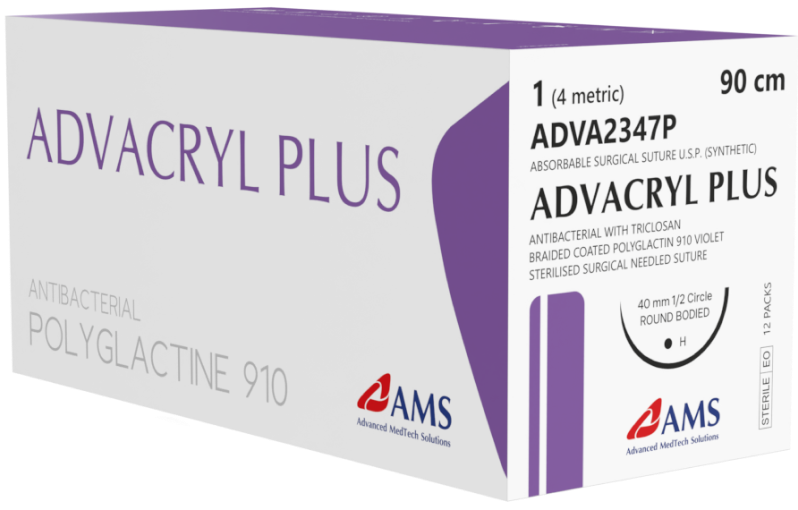 ADVACRYL PLUS
ANTIBACTERIAL
POLYGLACTINE 910
AMS
Advanced MedTech Solutions
1 (4 metric)
90 cm
ADVA2347P
ABSORBABLE SURGICAL SUTURE U.S.P. (SYNTHETIC)
ADVACRYL PLUS
ANTIBACTERIAL WITH TRICLOSAN
BRAIDED COATED POLYGLACTIN 910 VIOLET
STERILISED SURGICAL NEEDLED SUTURE
40 mm 1/2 Circle
ROUND BODIED
H
STERILE EO 12 PACKS
AMS
Advanced MedTech Solutions